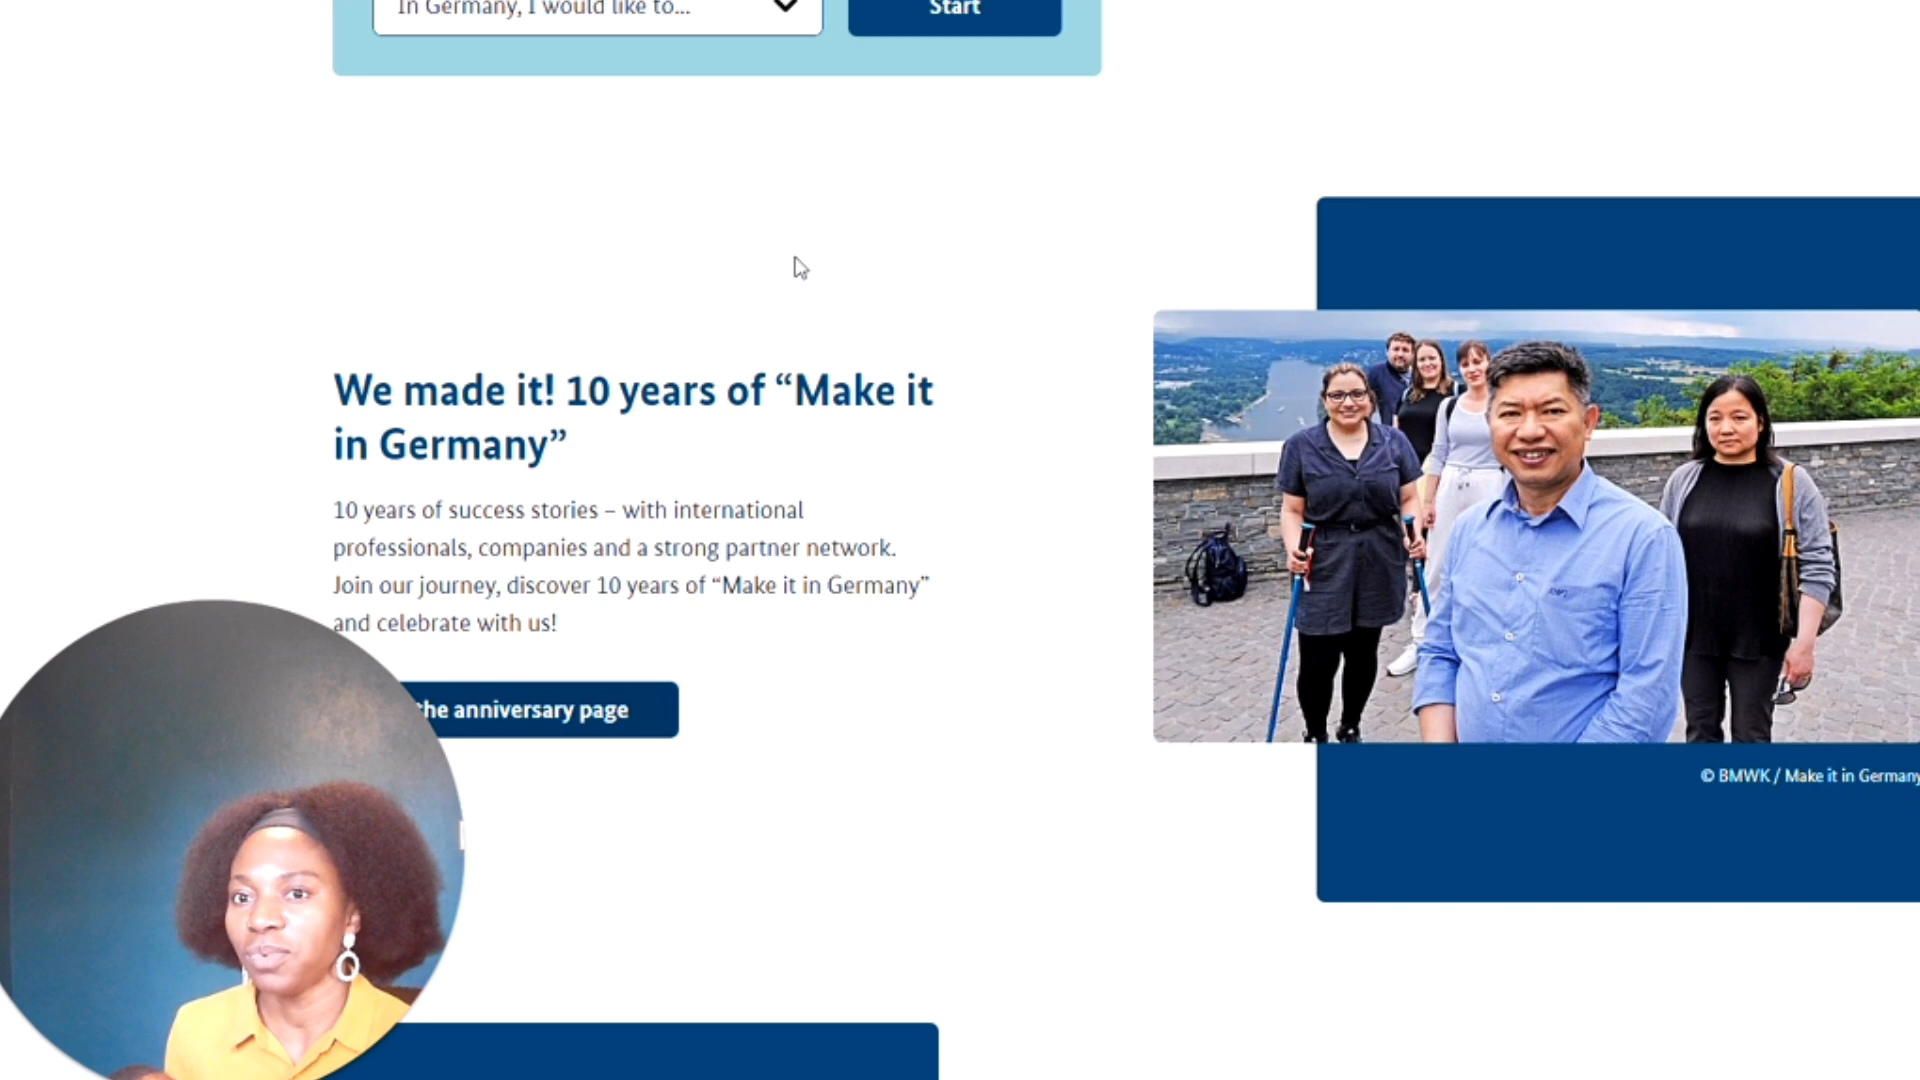 In Germany, I would like to...
Start
We made it! 10 years of “Make it
in Germany”
10 years of success stories – with international
professionals, companies and a strong partner network.
Join our journey, discover 10 years of “Make it in Germany”
and celebrate with us!
the anniversary page
© BMWK / Make it in Germany